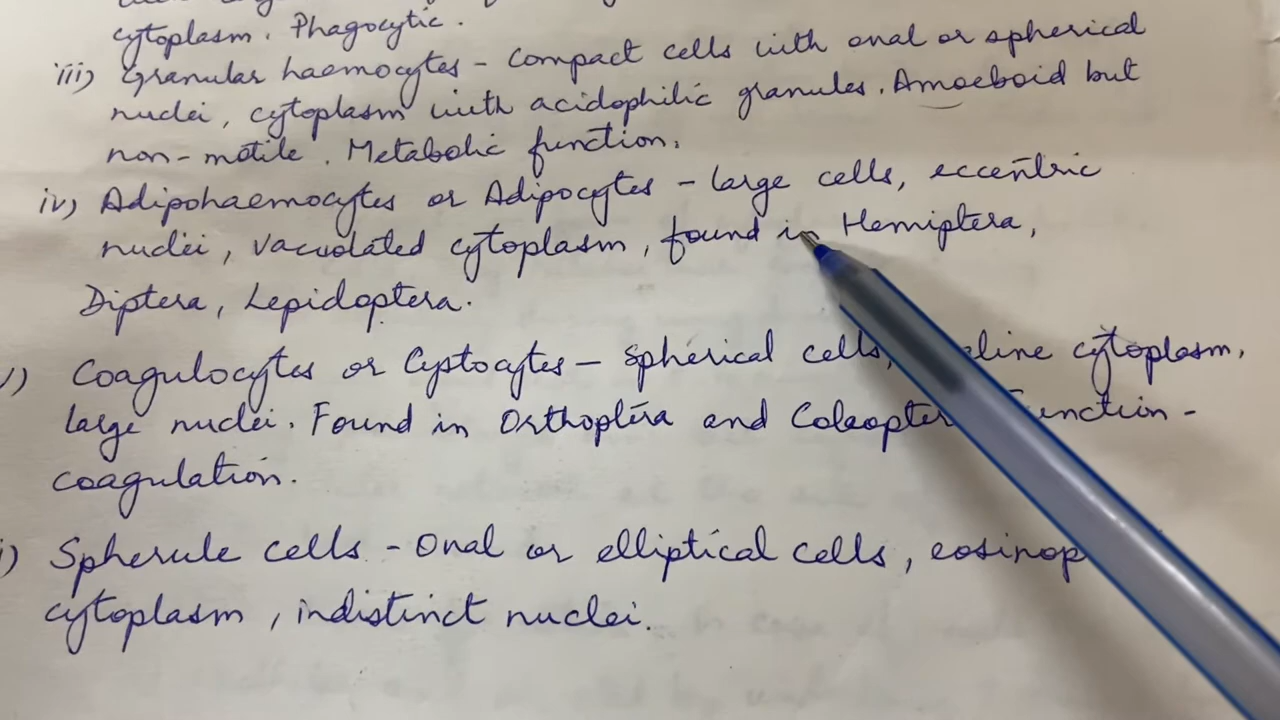 cytoplasm. Phagocytic.
iii) Granular haemocytes - Compact cells with oval or spherical
nuclei, cytoplasm with acidophilic granules. Amoeboid but
non-motile. Metabolic function.
iv) Adipohaemocytes or Adipocytes - large cells, eccentric
nuclei, vacuolated cytoplasm, found in Hemiptera,
Diptera, Lepidoptera.
Coagulocytes or Cystocytes - Spherical cells, cytoplasm,
large nuclei. Found in Orthoptera and
coagulation.
Spherule cells - Oval or elliptical cells,
cytoplasm, indistinct nuclei.